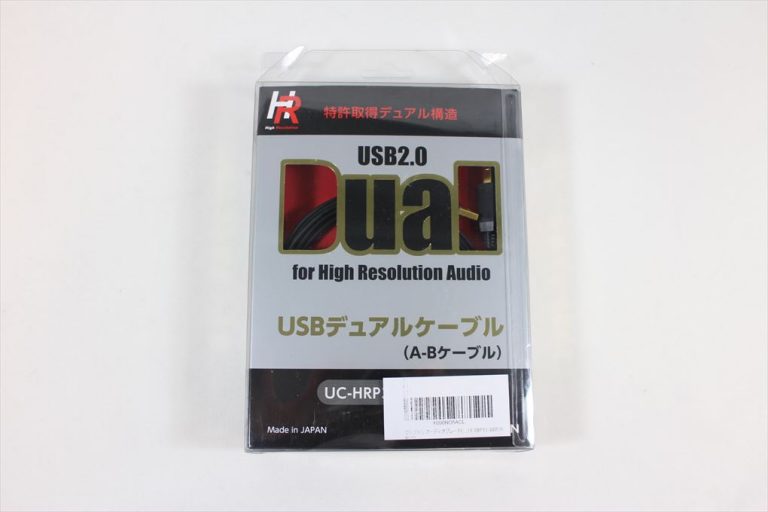 HR
High Resolution
特許取得デュアル構造
USB2.0
Dual
for High Resolution Audio
USBデュアルケーブル
(A-Bケーブル)
UC-HRP
Made in JAPAN
N